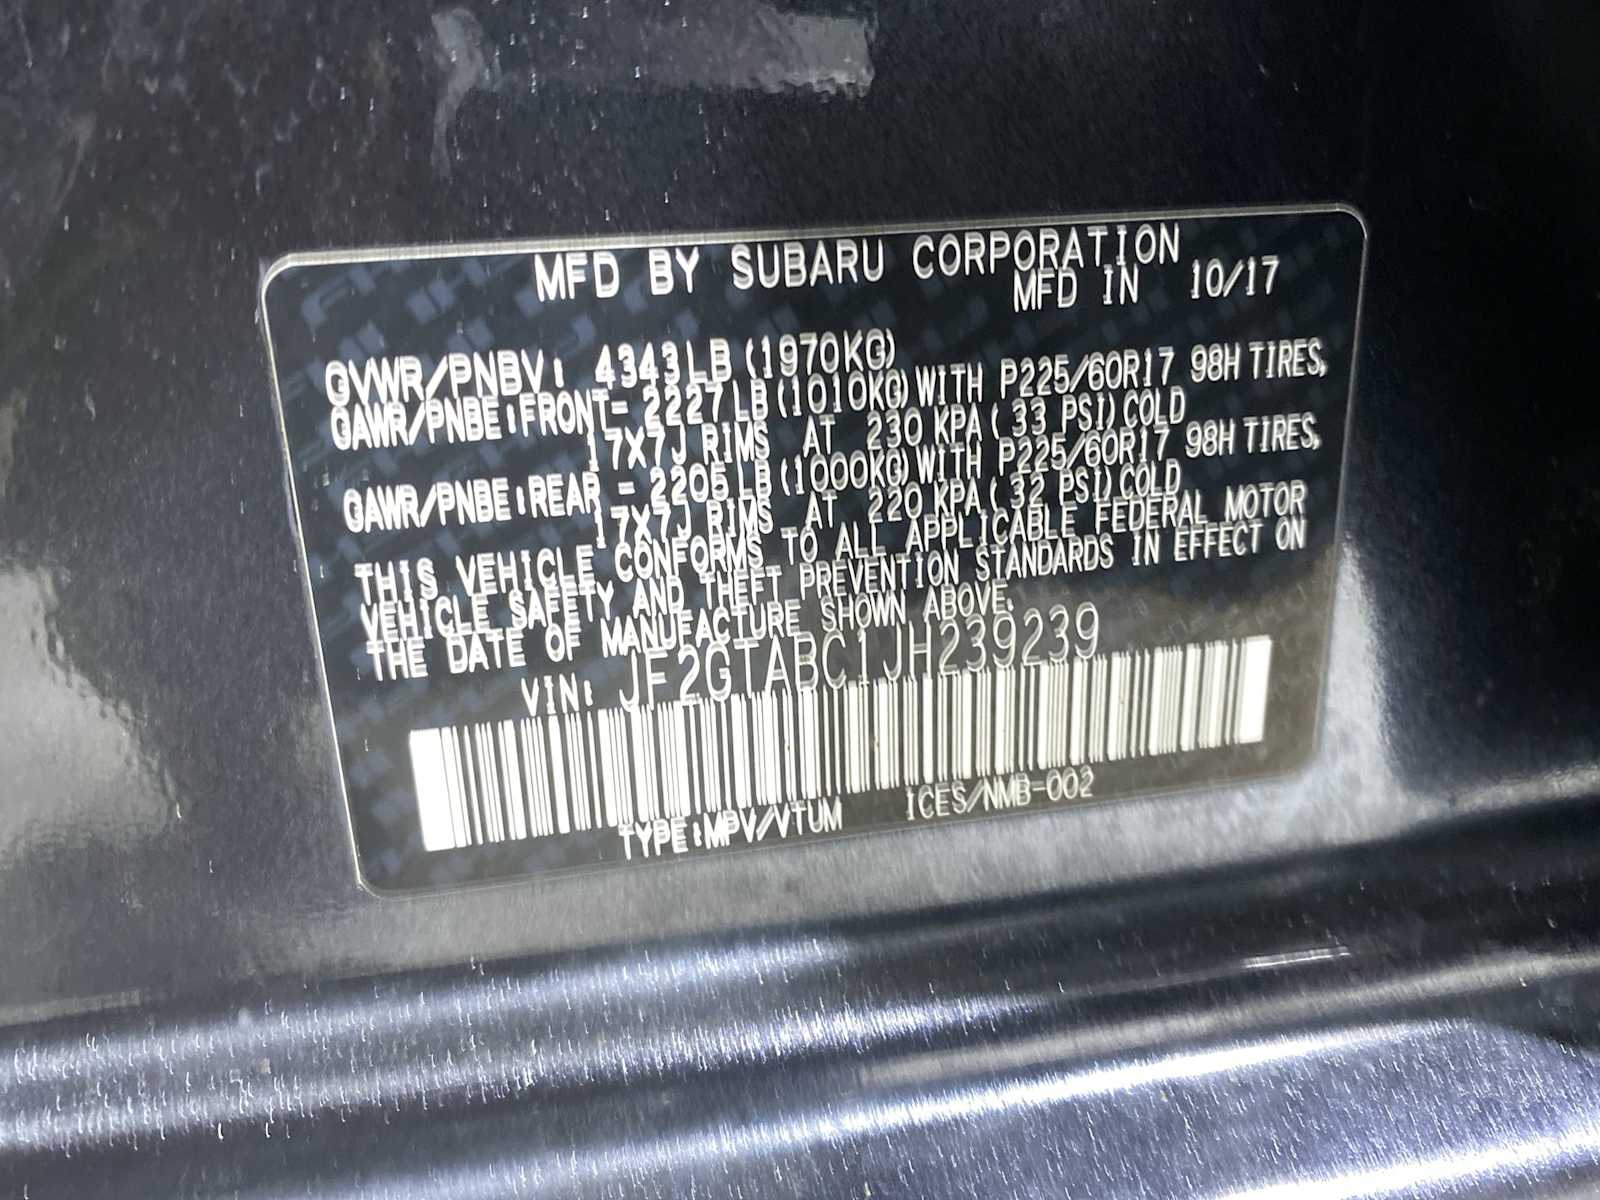 MFD BY SUBARU CORPORATION
MFD IN 10/17
GVWR/PNBV: 4343LB (1970KG)
GAWR/PNBE:FRONT- 2227LB(1010KG)WITH P225/60R17 98H TIRES,
17X7J RIMS AT 230 KPA( 33 PSI)COLD
GAWR/PNBE:REAR - 2205LB(1000KG)WITH P225/60R17 98H TIRES,
17X7J RIMS AT 220 KPA( 32 PSI)COLD
THIS VEHICLE CONFORMS TO ALL APPLICABLE FEDERAL MOTOR
VEHICLE SAFETY AND THEFT PREVENTION STANDARDS IN EFFECT ON
THE DATE OF MANUFACTURE SHOWN ABOVE.
VIN: JF2GTABC1JH239239
TYPE:MPV/VTUM ICES/NMB-002